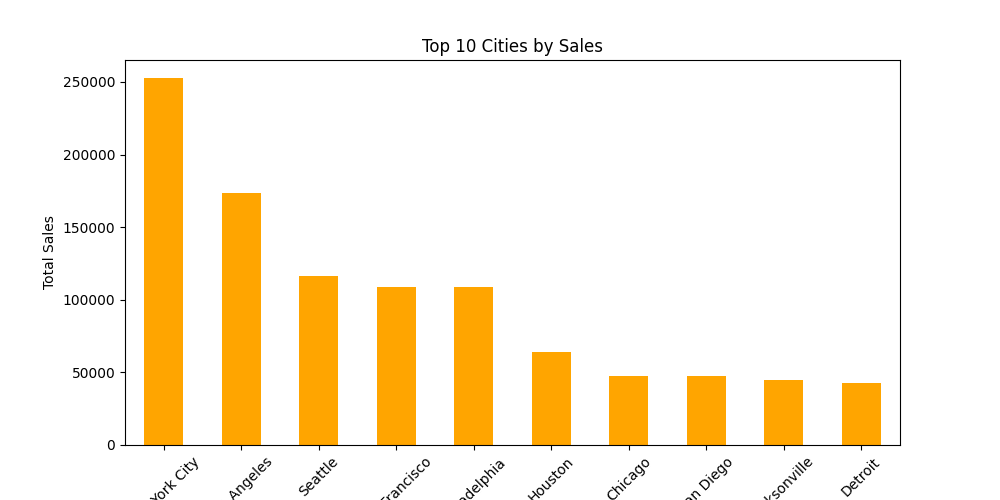 Top 10 Cities by Sales
Total Sales
250000
200000
150000
100000
50000
0
York City
Angeles
Seattle
Francisco
adelphia
Houston
Chicago
an Diego
ksonville
Detroit